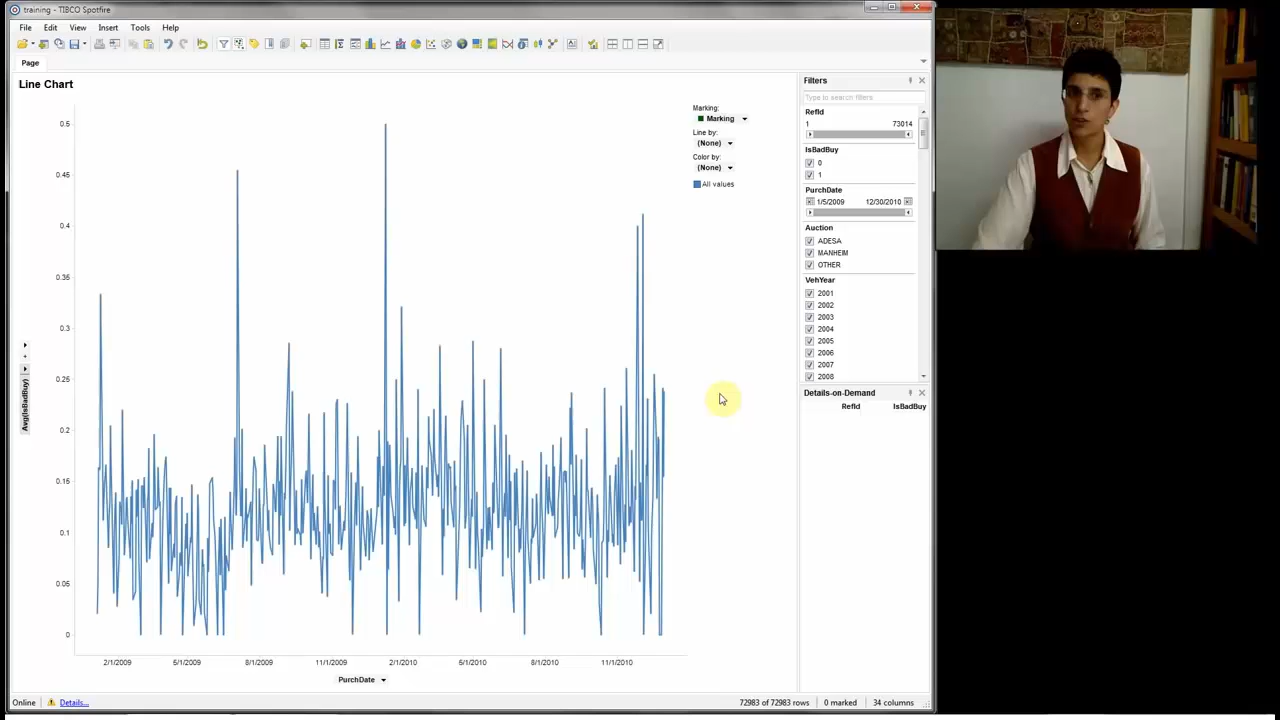 training - TIBCO Spotfire
File Edit View Insert Tools Help
Page
Line Chart
Marking:
Marking
Line by:
(None)
Color by:
(None)
All values
0.5
0.45
0.4
0.35
0.3
0.25
0.2
0.15
0.1
0.05
0
Avg(IsBadBuy)
2/1/2009 5/1/2009 8/1/2009 11/1/2009 2/1/2010 5/1/2010 8/1/2010 11/1/2010
PurchDate
Filters
Type to search filters
RefId
1 73014
IsBadBuy
0
1
PurchDate
1/5/2009 12/30/2010
Auction
ADESA
MANHEIM
OTHER
VehYear
2001
2002
2003
2004
2005
2006
2007
2008
Details-on-Demand
RefId IsBadBuy
Online Details... 72983 of 72983 rows 0 marked 34 columns